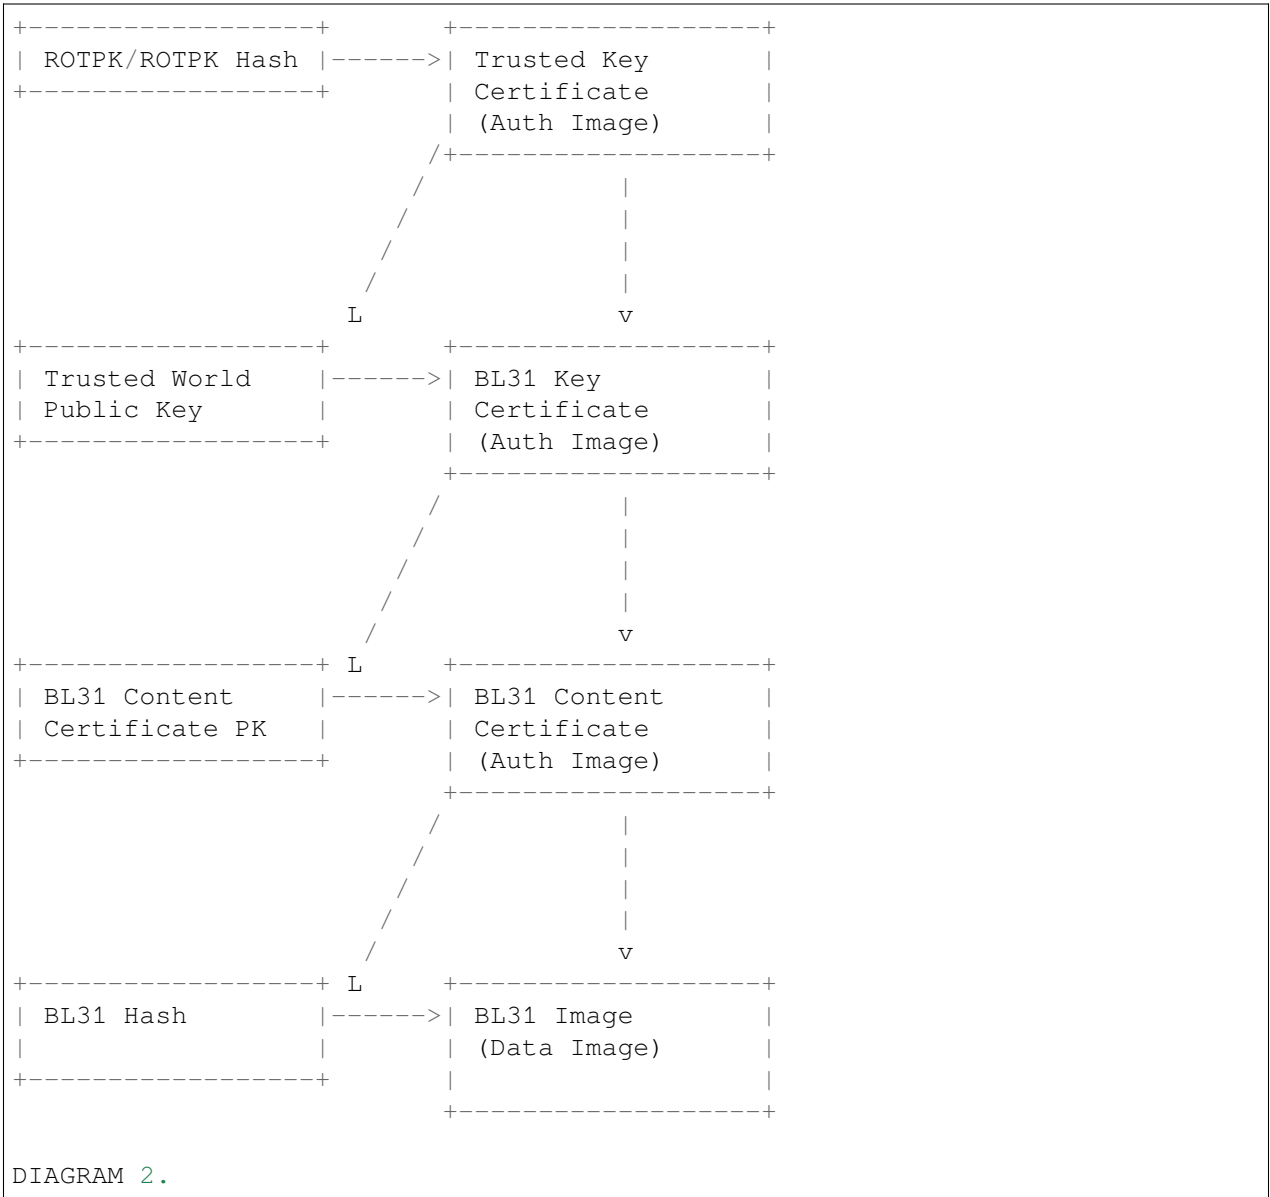 +------------------+      +-------------------+
| ROTPK/ROTPK Hash |------>| Trusted Key       |
+------------------+      | Certificate       |
                          | (Auth Image)      |
                         /+-------------------+
                        /           |
                       /            |
                      /             |
                     /              |
                    L               v
+------------------+      +-------------------+
| Trusted World    |------>| BL31 Key          |
| Public Key       |      | Certificate       |
+------------------+      | (Auth Image)      |
                          +-------------------+
                         /           |
                        /            |
                       /             |
                      /              |
                     /               v
+------------------+ L    +-------------------+
| BL31 Content     |------>| BL31 Content      |
| Certificate PK   |      | Certificate       |
+------------------+      | (Auth Image)      |
                          +-------------------+
                         /           |
                        /            |
                       /             |
                      /              |
                     /               v
+------------------+ L    +-------------------+
| BL31 Hash        |------>| BL31 Image        |
|                  |      | (Data Image)      |
+------------------+      |                   |
                          +-------------------+
DIAGRAM 2.